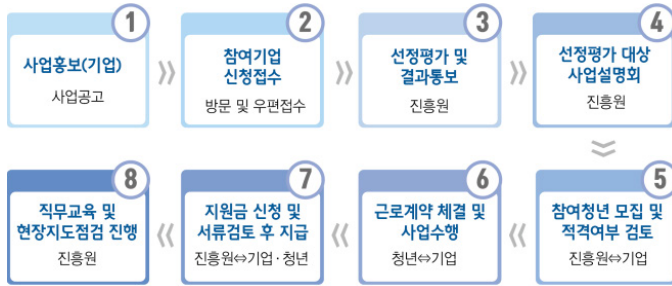 1
사업홍보(기업)
사업공고
2
참여기업
신청접수
방문 및 우편접수
3
선정평가 및
결과통보
진흥원
4
선정평가 대상
사업설명회
진흥원
5
참여청년 모집 및
적격여부 검토
진흥원⇔기업
6
근로계약 체결 및
사업수행
청년⇔기업
7
지원금 신청 및
서류검토 후 지급
진흥원⇔기업·청년
8
직무교육 및
현장지도점검 진행
진흥원